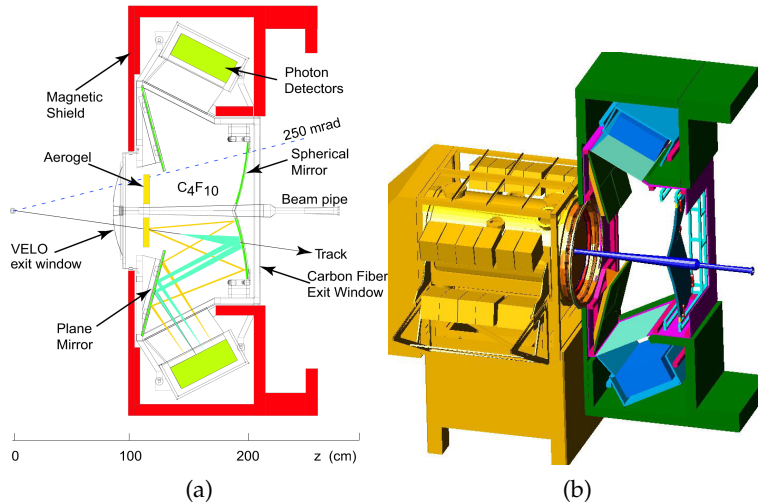 Magnetic
Shield
Photon
Detectors
250 mrad
Aerogel
C4F10
Spherical
Mirror
Beam pipe
VELO
exit window
Track
Carbon Fiber
Exit Window
Plane
Mirror
0 100 200 z (cm)
(a) (b)